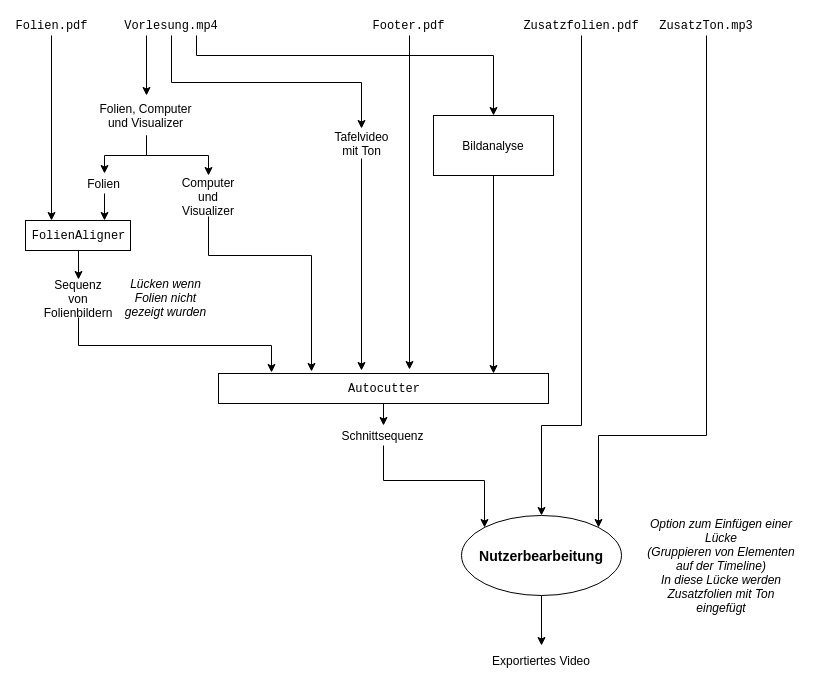 Folien.pdf
Vorlesung.mp4
Footer.pdf
Zusatzfolien.pdf
ZusatzTon.mp3
Folien, Computer
und Visualizer
Tafelvideo
mit Ton
Bildanalyse
Folien
Computer
und
Visualizer
FolienAligner
Sequenz
von
Folienbildern
Lücken wenn
Folien nicht
gezeigt wurden
Autocutter
Schnittsequenz
Nutzerbearbeitung
Option zum Einfügen einer
Lücke
(Gruppieren von Elementen
auf der Timeline)
In diese Lücke werden
Zusatzfolien mit Ton
eingefügt
Exportiertes Video